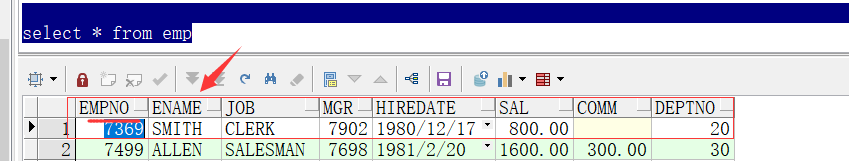 select * from emp
EMPNO ENAME JOB MGR HIREDATE SAL COMM DEPTNO
1 7369 SMITH CLERK 7902 1980/12/17 800.00 20
2 7499 ALLEN SALESMAN 7698 1981/2/20 1600.00 300.00 30